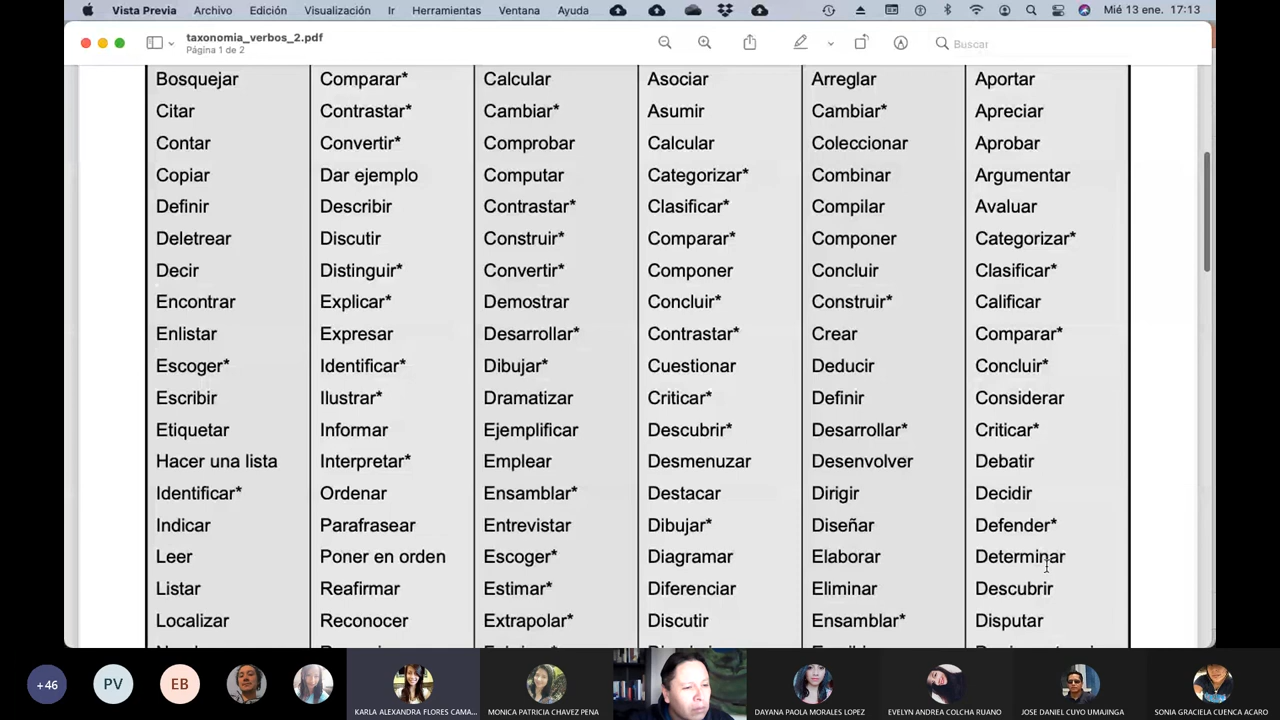 Vista Previa Archivo Edición Visualización Ir Herramientas Ventana Ayuda Mié 13 ene. 17:13
taxonomia_verbos_2.pdf
Página 1 de 2
Buscar
Bosquejar Comparar* Calcular Asociar Arreglar Aportar
Citar Contrastar* Cambiar* Asumir Cambiar* Apreciar
Contar Convertir* Comprobar Calcular Coleccionar Aprobar
Copiar Dar ejemplo Computar Categorizar* Combinar Argumentar
Definir Describir Contrastar* Clasificar* Compilar Avaluar
Deletrear Discutir Construir* Comparar* Componer Categorizar*
Decir Distinguir* Convertir* Componer Concluir Clasificar*
Encontrar Explicar* Demostrar Concluir* Construir* Calificar
Enlistar Expresar Desarrollar* Contrastar* Crear Comparar*
Escoger* Identificar* Dibujar* Cuestionar Deducir Concluir*
Escribir Ilustrar* Dramatizar Criticar* Definir Considerar
Etiquetar Informar Ejemplificar Descubrir* Desarrollar* Criticar*
Hacer una lista Interpretar* Emplear Desmenuzar Desenvolver Debatir
Identificar* Ordenar Ensamblar* Destacar Dirigir Decidir
Indicar Parafrasear Entrevistar Dibujar* Diseñar Defender*
Leer Poner en orden Escoger* Diagramar Elaborar Determinar
Listar Reafirmar Estimar* Diferenciar Eliminar Descubrir
Localizar Reconocer Extrapolar* Discutir Ensamblar* Disputar
+46 PV EB
KARLA ALEXANDRA FLORES CAMA... MONICA PATRICIA CHAVEZ PENA DAYANA PAOLA MORALES LOPEZ EVELYN ANDREA COLCHA RUANO JOSE DANIEL CUYO UMAJINGA SONIA GRACIELA CUENCA ACARO